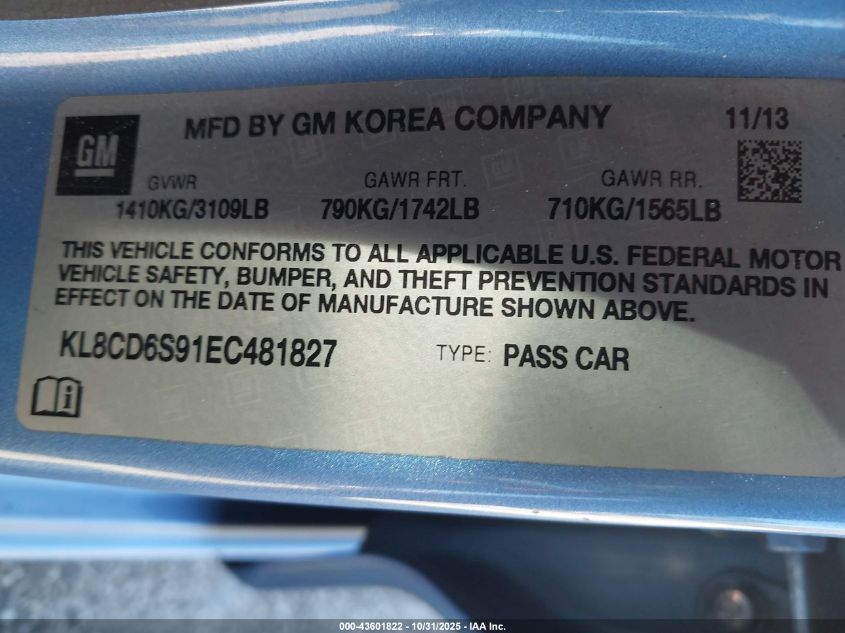 GM
MFD BY GM KOREA COMPANY 11/13
GVWR GAWR FRT. GAWR RR.
1410KG/3109LB 790KG/1742LB 710KG/1565LB
THIS VEHICLE CONFORMS TO ALL APPLICABLE U.S. FEDERAL MOTOR
VEHICLE SAFETY, BUMPER, AND THEFT PREVENTION STANDARDS IN
EFFECT ON THE DATE OF MANUFACTURE SHOWN ABOVE.
KL8CD6S91EC481827 TYPE: PASS CAR
i
000-43601822 - 10/31/2025 - © IAA, Inc.